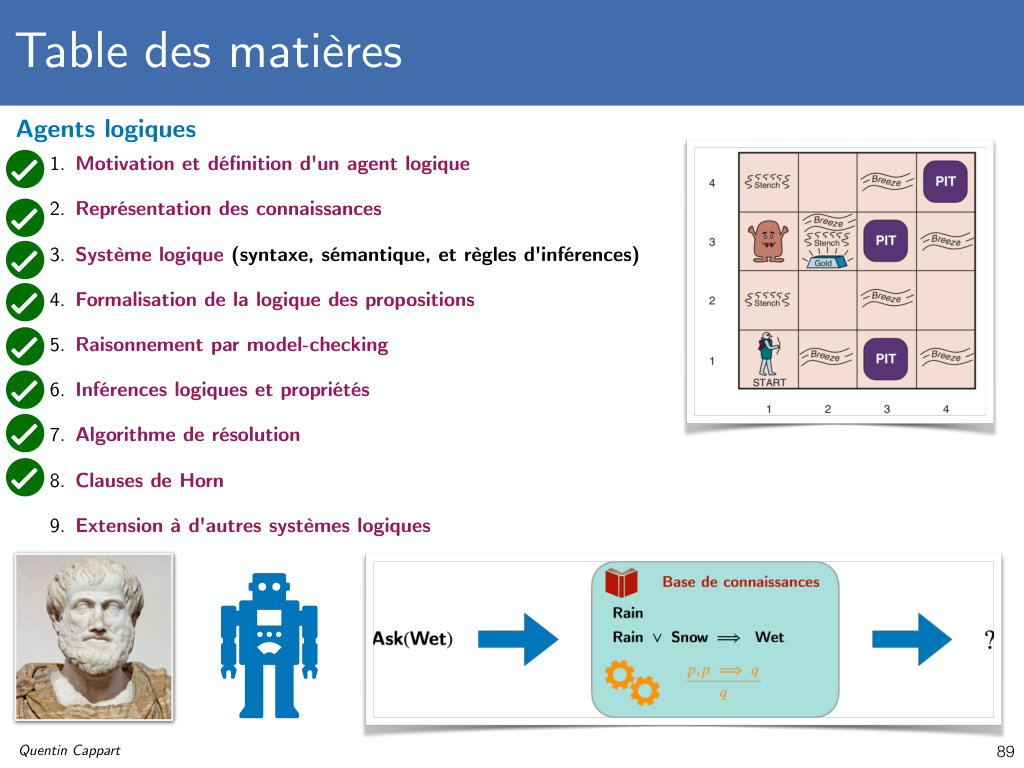 Table des matières
Agents logiques
1. Motivation et définition d'un agent logique
2. Représentation des connaissances
3. Système logique (syntaxe, sémantique, et règles d'inférences)
4. Formalisation de la logique des propositions
5. Raisonnement par model-checking
6. Inférences logiques et propriétés
7. Algorithme de résolution
8. Clauses de Horn
9. Extension à d'autres systèmes logiques
4 Stench Breeze PIT
Breeze
3 Stench PIT Breeze
Gold
2 Stench Breeze
1 Breeze PIT Breeze
START
1 2 3 4
Base de connaissances
Rain
Ask(Wet) Rain ∨ Snow ⟹ Wet ?
p,p ⟹ q
q
Quentin Cappart
89